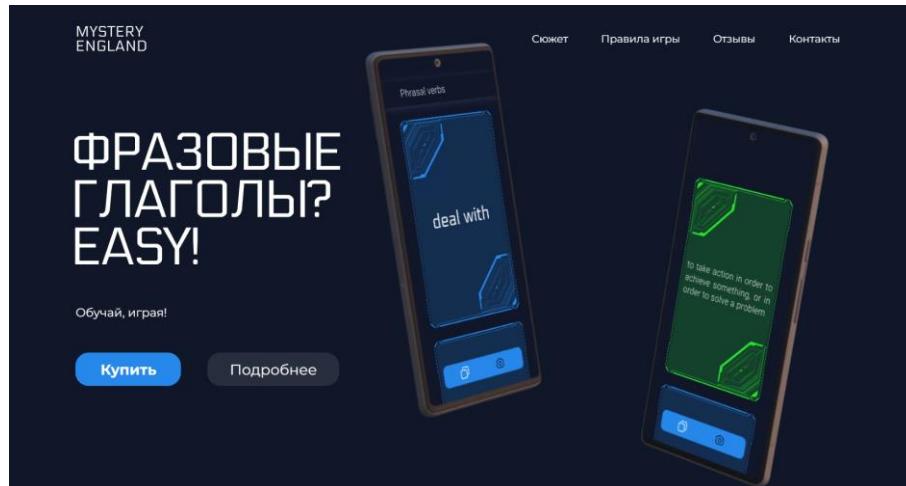 MYSTERY
ENGLAND
Сюжет
Правила игры
Отзывы
Контакты
ФРАЗОВЫЕ
ГЛАГОЛЫ?
EASY!
Обучай, играя!
Купить
Подробнее
Phrasal verbs
deal with
to take action in order to
achieve something, or in
order to solve a problem